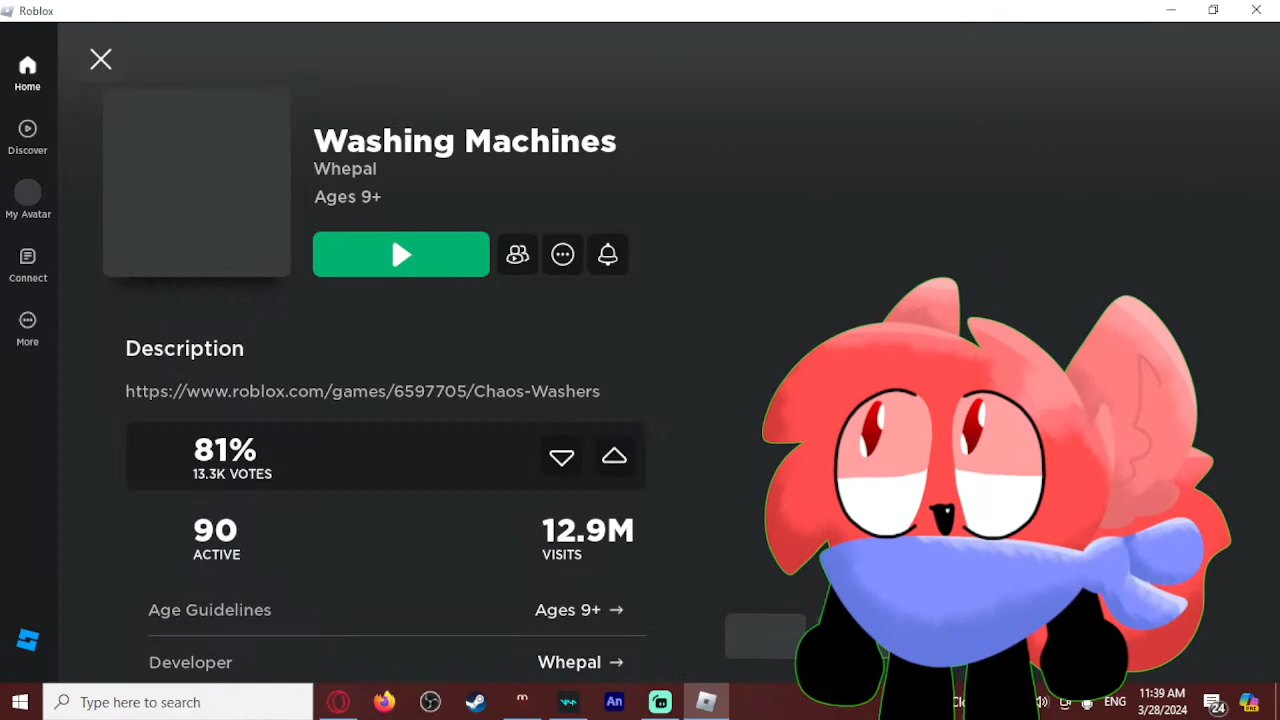 Roblox
Home
Discover
My Avatar
Connect
More
Washing Machines
Whepal
Ages 9+
Description
https://www.roblox.com/games/6597705/Chaos-Washers
81%
13.3K VOTES
90
ACTIVE
12.9M
VISITS
Age Guidelines
Ages 9+ →
Developer
Whepal →
Type here to search
m
An
ENG
11:39 AM
3/28/2024
24
PRE